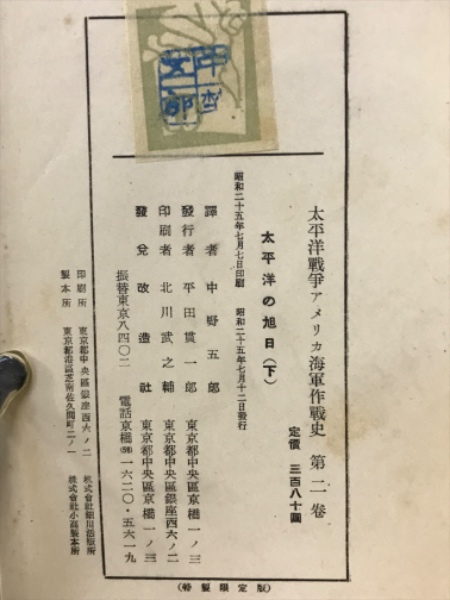 太平洋戰爭アメリカ海軍作戰史 第二卷
定價 三百八十圓
太平洋の旭日(下)
昭和二十五年七月七日印刷 昭和二十五年七月十二日發行
譯者 中野五郎
發行者 平田貫一郎 東京都中央區京橋一ノ三
印刷者 北川武之輔 東京都中央區銀座西六ノ二
發兌 改造社 東京都中央區京橋一ノ三
振替東京八四〇二 電話京橋(56)一六二〇・五六一九
印刷所 東京都中央區銀座西六ノ二 株式會社細川活版所
製本所 東京都港區芝南佐久間町二ノ一 株式會社小高製本所
(特製限定版)